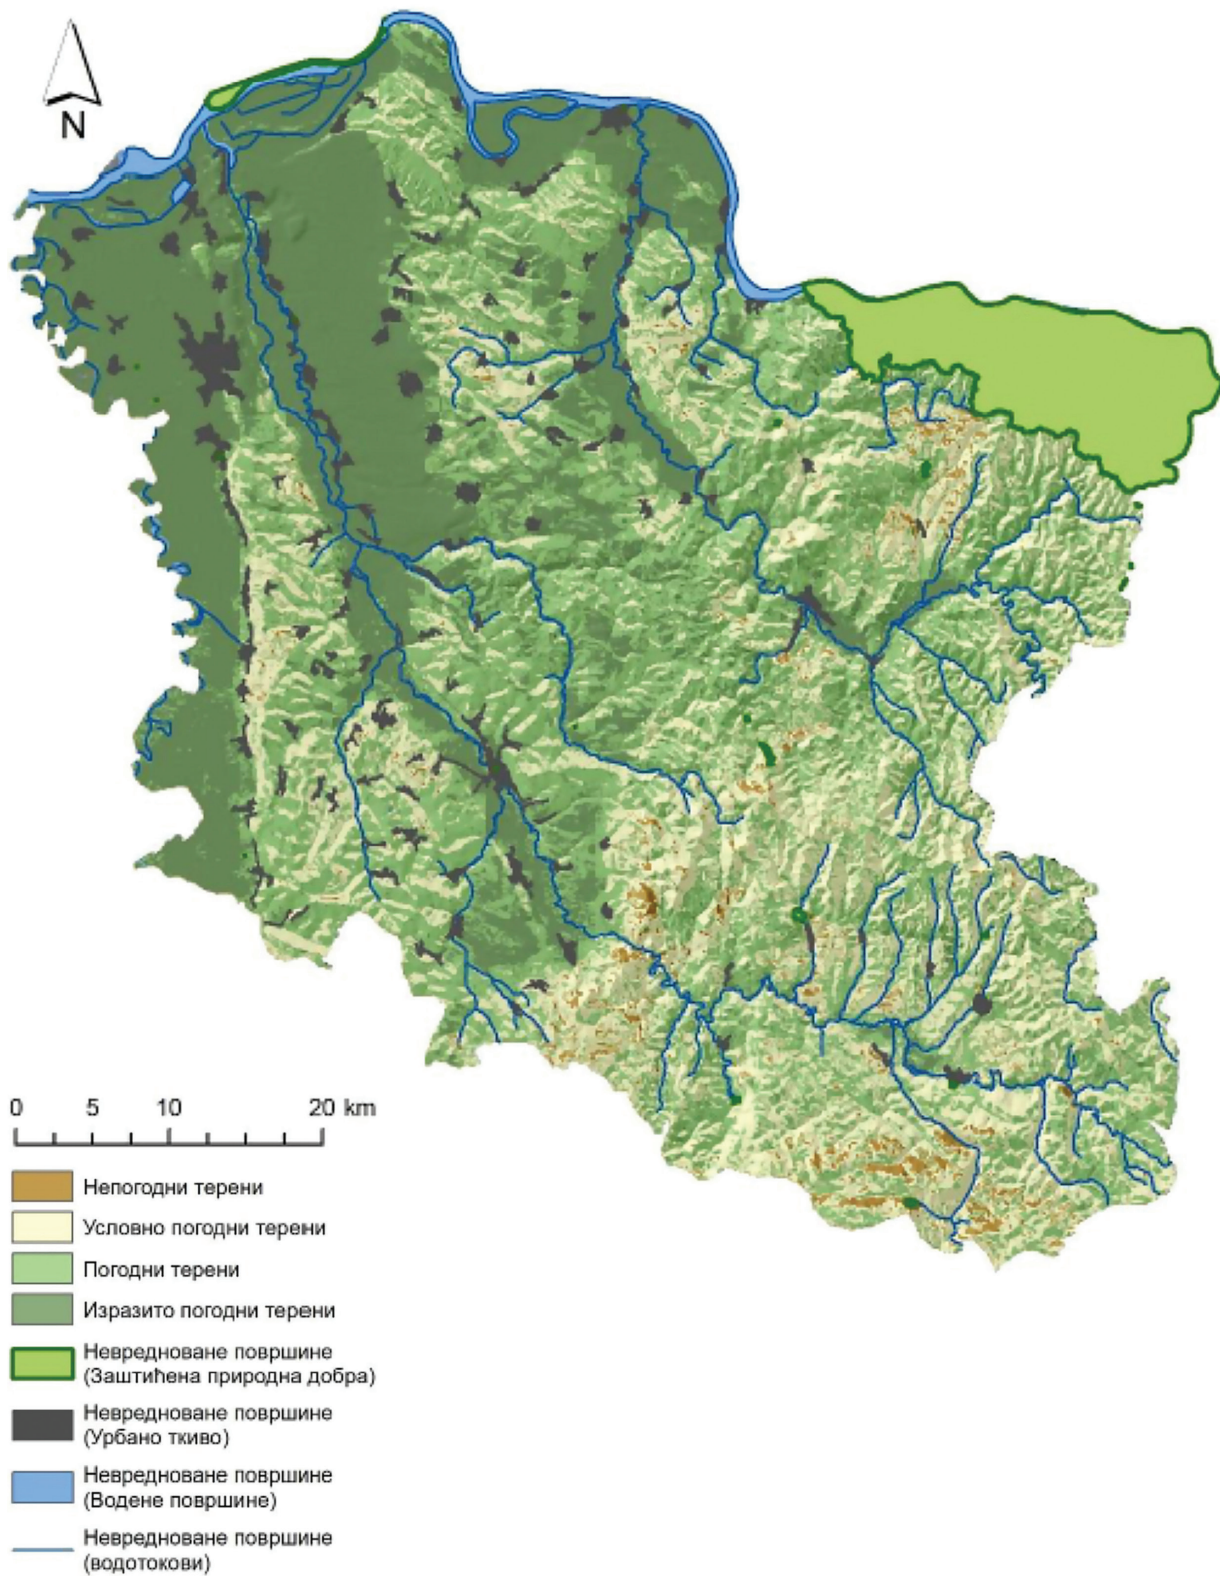 N
0 5 10 20 km
Непогодни терени
Условно погодни терени
Погодни терени
Изразито погодни терени
Невредноване површине
(Заштићена природна добра)
Невредноване површине
(Урбано ткиво)
Невредноване површине
(Водене површине)
Невредноване површине
(водотокови)